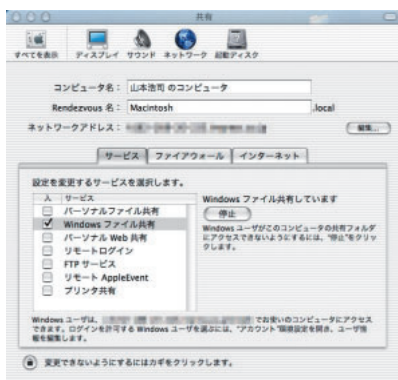 共有
すべてを表示 ディスプレイ サウンド ネットワーク 起動ディスク
コンピュータ名： 山本浩司 のコンピュータ
Rendezvous 名： Macintosh .local
ネットワークアドレス： 編集...
サービス ファイアウォール インターネット
設定を変更するサービスを選択します。
入 サービス
パーソナルファイル共有
Windows ファイル共有
パーソナル Web 共有
リモートログイン
FTP サービス
リモート AppleEvent
プリンタ共有
Windows ファイル共有しています
停止
Windows ユーザがこのコンピュータの共有フォルダ
にアクセスできないようにするには、"停止"をクリッ
クします。
Windows ユーザは、 でお使いのコンピュータにアクセス
できます。ログインを許可する Windows ユーザを選ぶには、"アカウント"環境設定を開き、ユーザ情
報を編集します。
変更できないようにするにはカギをクリックします。